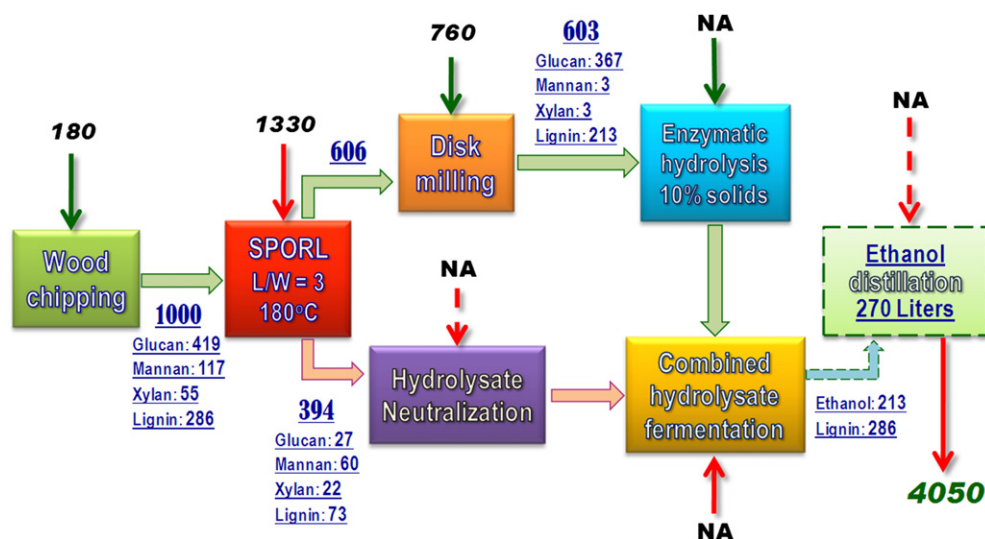 760
603
Glucan: 367
Mannan: 3
Xylan: 3
Lignin: 213
NA
NA
180
1330
606
Disk
milling
Enzymatic
hydrolysis
10% solids
Wood
chipping
SPORL
L/W = 3
180°C
NA
Ethanol
distillation
270 Liters
1000
Glucan: 419
Mannan: 117
Xylan: 55
Lignin: 286
394
Glucan: 27
Mannan: 60
Xylan: 22
Lignin: 73
Hydrolysate
Neutralization
Combined
hydrolysate
fermentation
Ethanol: 213
Lignin: 286
4050
NA